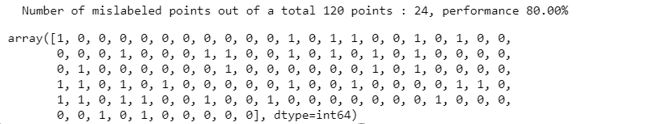 Number of mislabeled points out of a total 120 points : 24, performance 80.00%
array([1, 0, 0, 0, 0, 0, 0, 0, 0, 0, 0, 1, 0, 1, 1, 0, 0, 1, 0, 1, 0, 0,
0, 0, 0, 1, 0, 0, 0, 1, 1, 0, 0, 0, 1, 0, 1, 0, 1, 0, 1, 0, 0, 0, 0,
0, 1, 0, 0, 0, 0, 0, 0, 1, 0, 0, 0, 0, 0, 0, 1, 0, 1, 0, 0, 0, 0,
1, 1, 0, 1, 0, 1, 0, 0, 0, 0, 0, 1, 0, 0, 1, 0, 0, 0, 0, 1, 1, 0,
1, 1, 0, 1, 1, 0, 0, 1, 0, 0, 1, 0, 0, 0, 0, 0, 0, 0, 1, 0, 0, 0,
0, 0, 1, 0, 1, 0, 0, 0, 0, 0], dtype=int64)